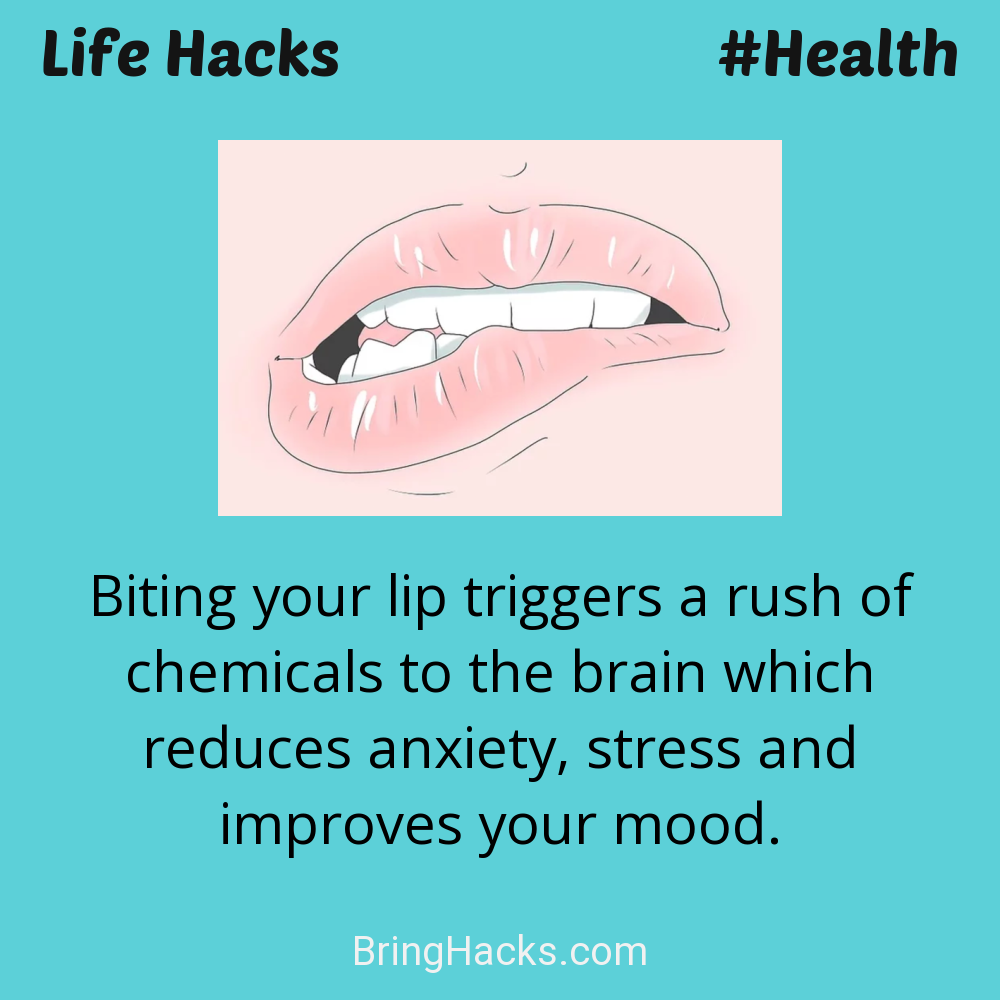 Life Hacks
#Health
Biting your lip triggers a rush of
chemicals to the brain which
reduces anxiety, stress and
improves your mood.
BringHacks.com